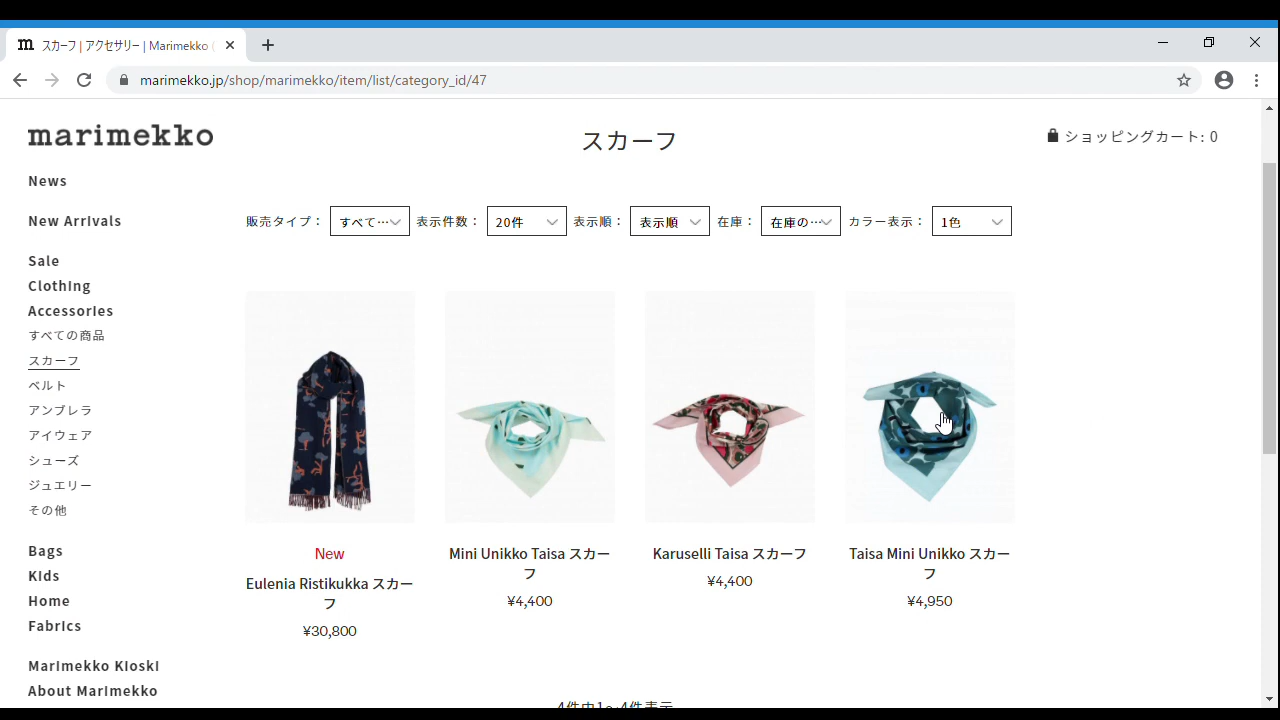 スカーフ | アクセサリー | Marimekko (
marimekko.jp/shop/marimekko/item/list/category_id/47
marimekko
スカーフ
ショッピングカート: 0
News
New Arrivals
Sale
Clothing
Accessories
すべての商品
スカーフ
ベルト
アンブレラ
アイウェア
シューズ
ジュエリー
その他
Bags
Kids
Home
Fabrics
Marimekko Kioski
About Marimekko
販売タイプ： すべて… 表示件数： 20件 表示順： 表示順 在庫： 在庫の… カラー表示： 1色
New
Eulenia Ristikukka スカー
フ
¥30,800
Mini Unikko Taisa スカー
フ
¥4,400
Karuselli Taisa スカーフ
¥4,400
Taisa Mini Unikko スカー
フ
¥4,950
4件中1～4件表示